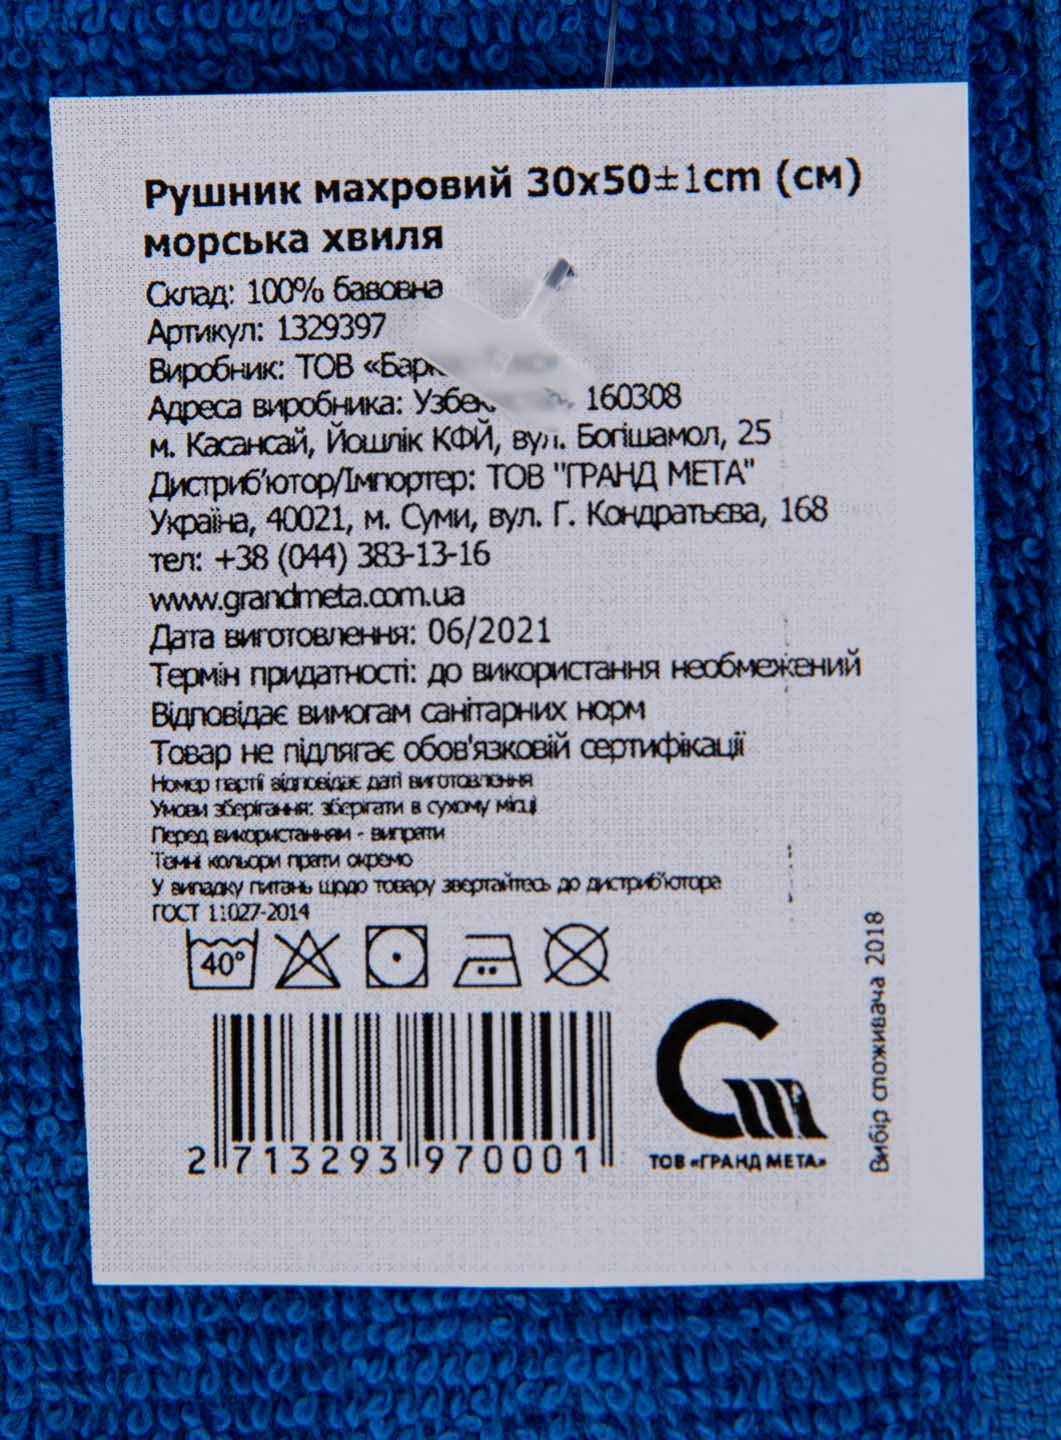 Рушник махровий 30х50±1cm (см)
морська хвиля
Склад: 100% бавовна
Артикул: 1329397
Виробник: ТОВ
Адреса виробника: 160308
м. Касансай, Йошлік КФЙ, вул. Богішамол, 25
Дистриб'ютор/Імпортер: ТОВ "ГРАНД МЕТА"
Україна, 40021, м. Суми, вул. Г. Кондратьєва, 168
тел: +38 (044) 383-13-16
www.grandmeta.com.ua
Дата виготовлення: 06/2021
Термін придатності: до використання необмежений
Відповідає вимогам санітарних норм
Товар не підлягає обов'язковій сертифікації
Номер партії відповідає даті виготовлення
Умови зберігання: зберігати в сухому місці
Перед використанням - випрати
Темні кольори прати окремо
У випадку питань щодо товару звертайтесь до дистриб'ютора
ГОСТ 11027-2014
40°
2 713293 970001
ТОВ «ГРАНД МЕТА»
Вибір споживача 2018